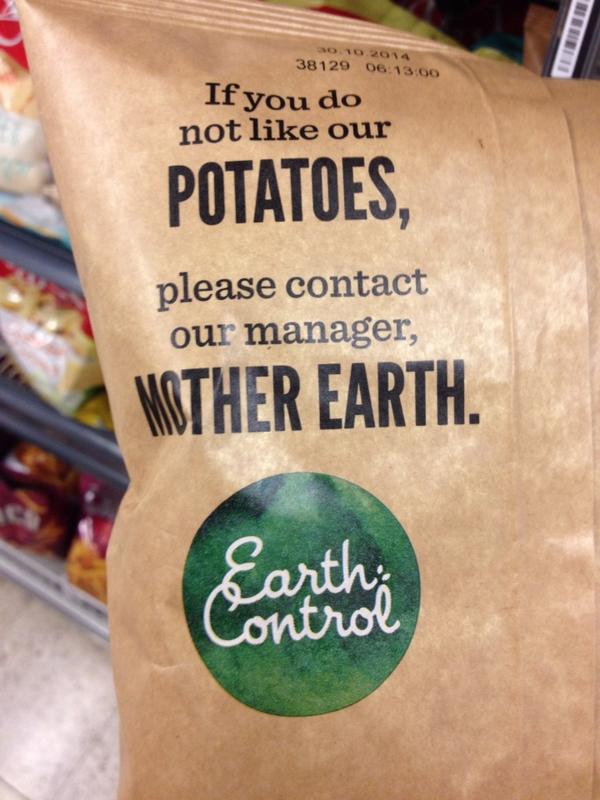 30.10.2014
38129 06:13:00
If you do
not like our
POTATOES,
please contact
our manager,
MOTHER EARTH.
Earth
Control